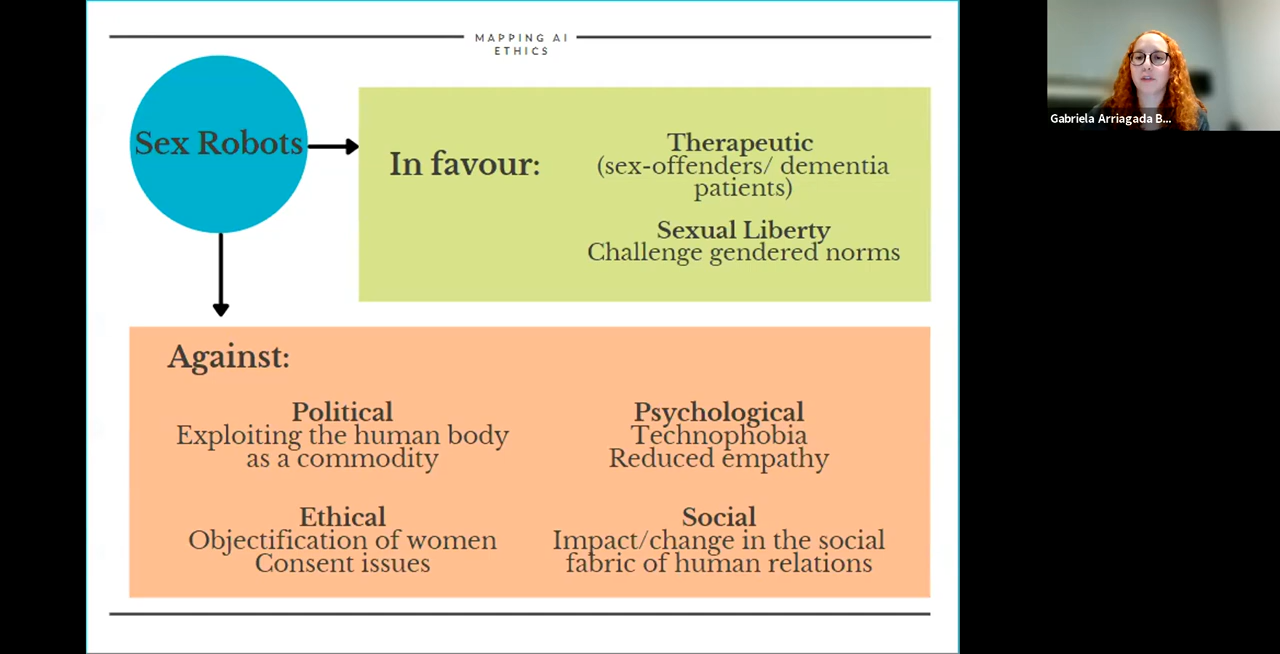 MAPPING AI
ETHICS
Sex Robots
In favour:
Therapeutic
(sex-offenders/ dementia
patients)
Sexual Liberty
Challenge gendered norms
Against:
Political
Exploiting the human body
as a commodity
Psychological
Technophobia
Reduced empathy
Ethical
Objectification of women
Consent issues
Social
Impact/change in the social
fabric of human relations
Gabriela Arriagada B...